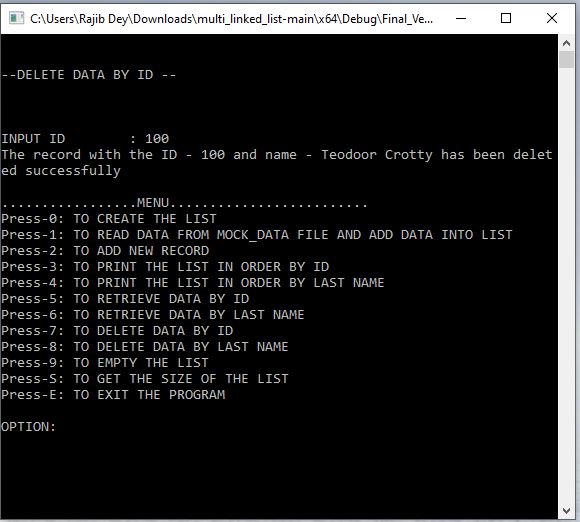 C:\Users\Rajib Dey\Downloads\multi_linked_list-main\x64\Debug\Final_Ve...
--DELETE DATA BY ID --
INPUT ID        : 100
The record with the ID - 100 and name - Teodoor Crotty has been delet
ed successfully
.................MENU.........................
Press-0: TO CREATE THE LIST
Press-1: TO READ DATA FROM MOCK_DATA FILE AND ADD DATA INTO LIST
Press-2: TO ADD NEW RECORD
Press-3: TO PRINT THE LIST IN ORDER BY ID
Press-4: TO PRINT THE LIST IN ORDER BY LAST NAME
Press-5: TO RETRIEVE DATA BY ID
Press-6: TO RETRIEVE DATA BY LAST NAME
Press-7: TO DELETE DATA BY ID
Press-8: TO DELETE DATA BY LAST NAME
Press-9: TO EMPTY THE LIST
Press-S: TO GET THE SIZE OF THE LIST
Press-E: TO EXIT THE PROGRAM
OPTION: